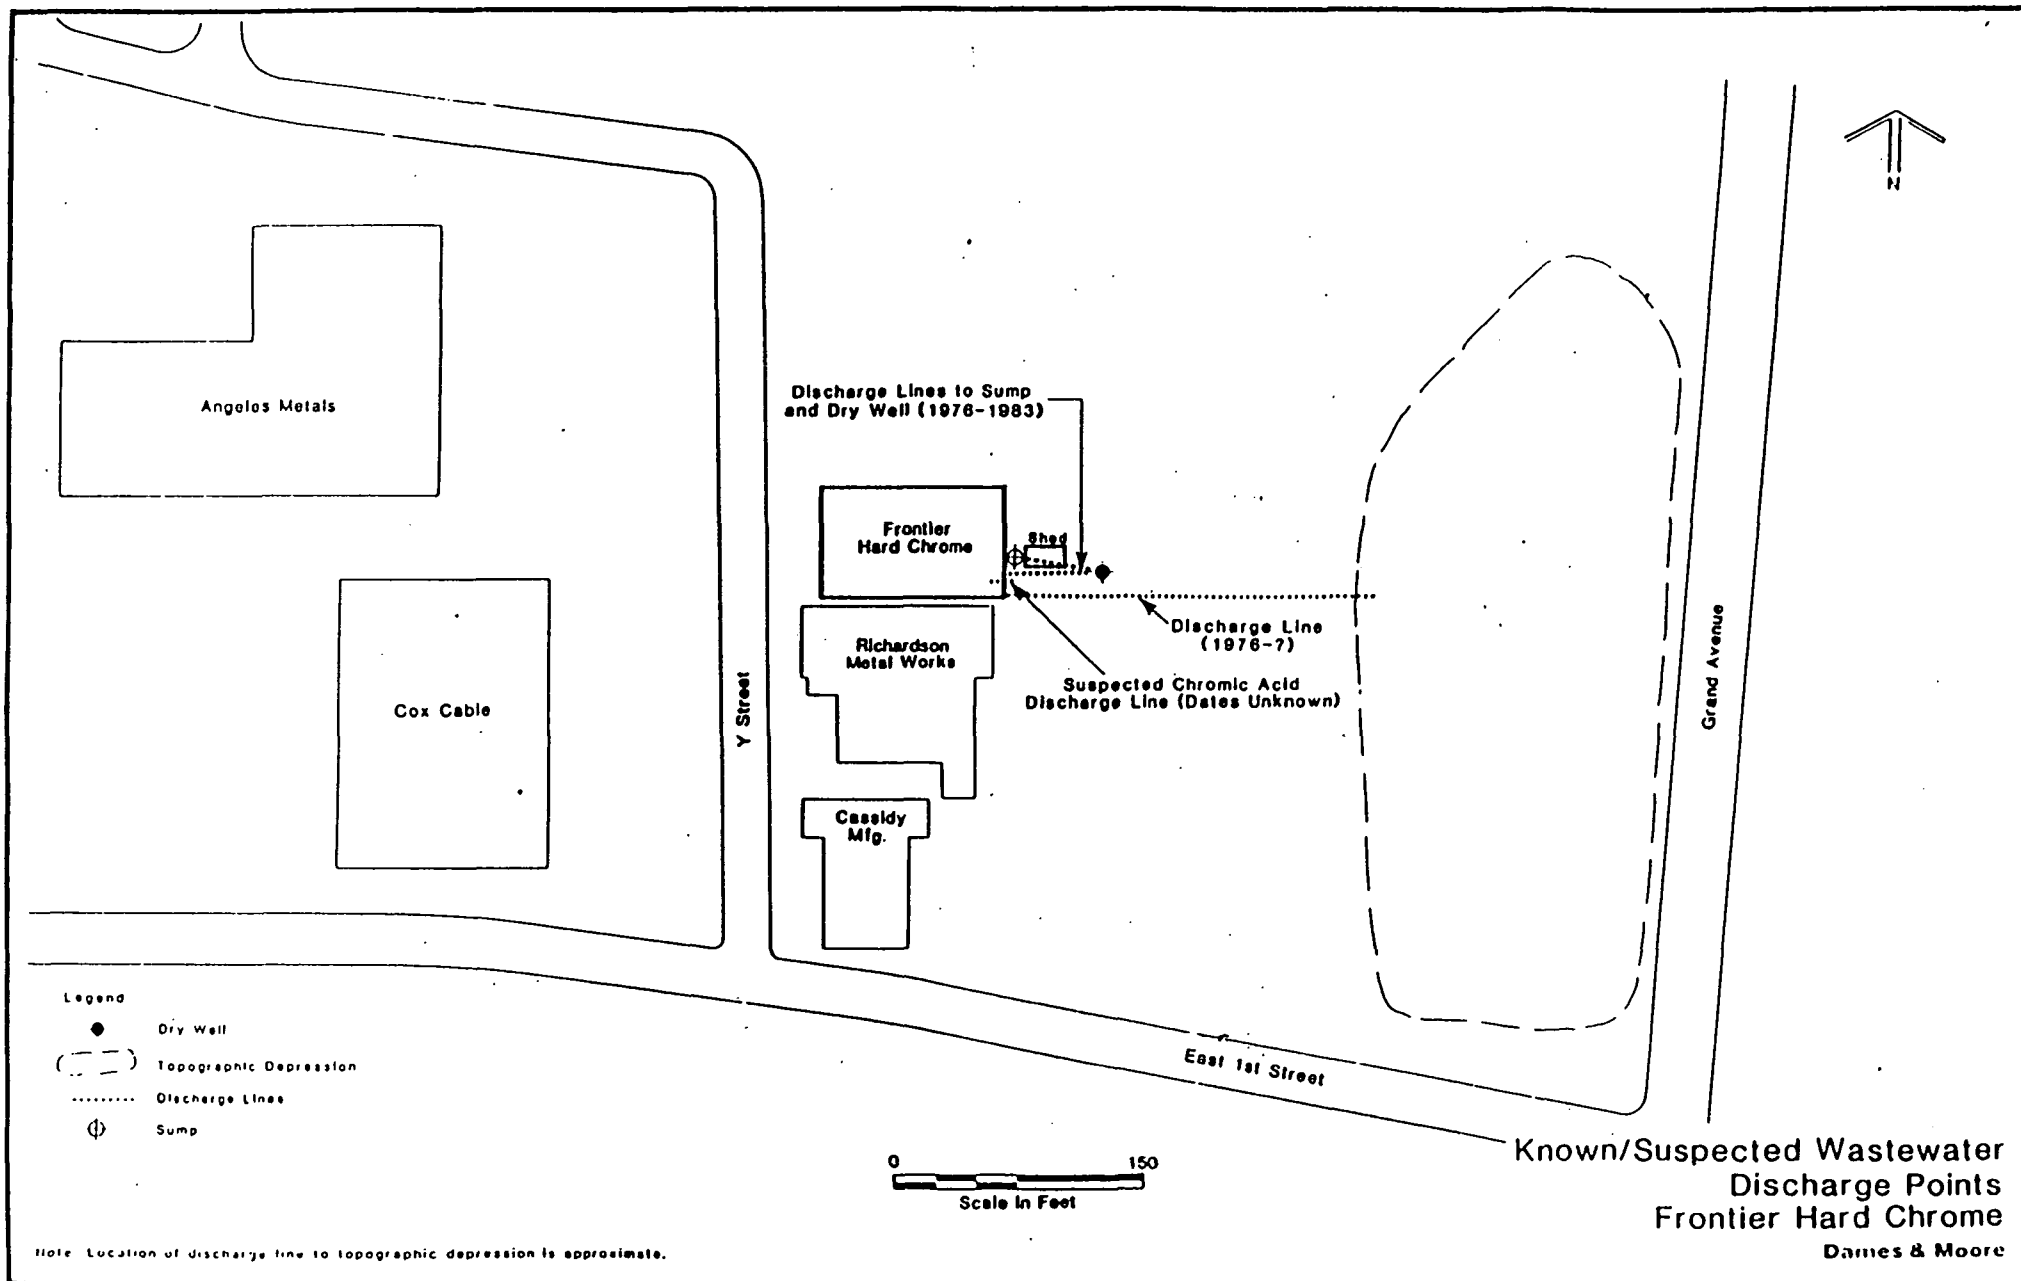 N
Angeles Metals
Discharge Lines to Sump
and Dry Well (1976-1983)
Frontier
Hard Chrome
Shed
Discharge Line
(1976-?)
Richardson
Metal Works
Suspected Chromic Acid
Discharge Line (Dates Unknown)
Cox Cable
Y Street
Grand Avenue
Cassidy
Mfg.
East 1st Street
Legend
Dry Well
Topographic Depression
Discharge Lines
Sump
0 150
Scale in Feet
Known/Suspected Wastewater
Discharge Points
Frontier Hard Chrome
Dames & Moore
Note Location of discharge line to topographic depression is approximate.